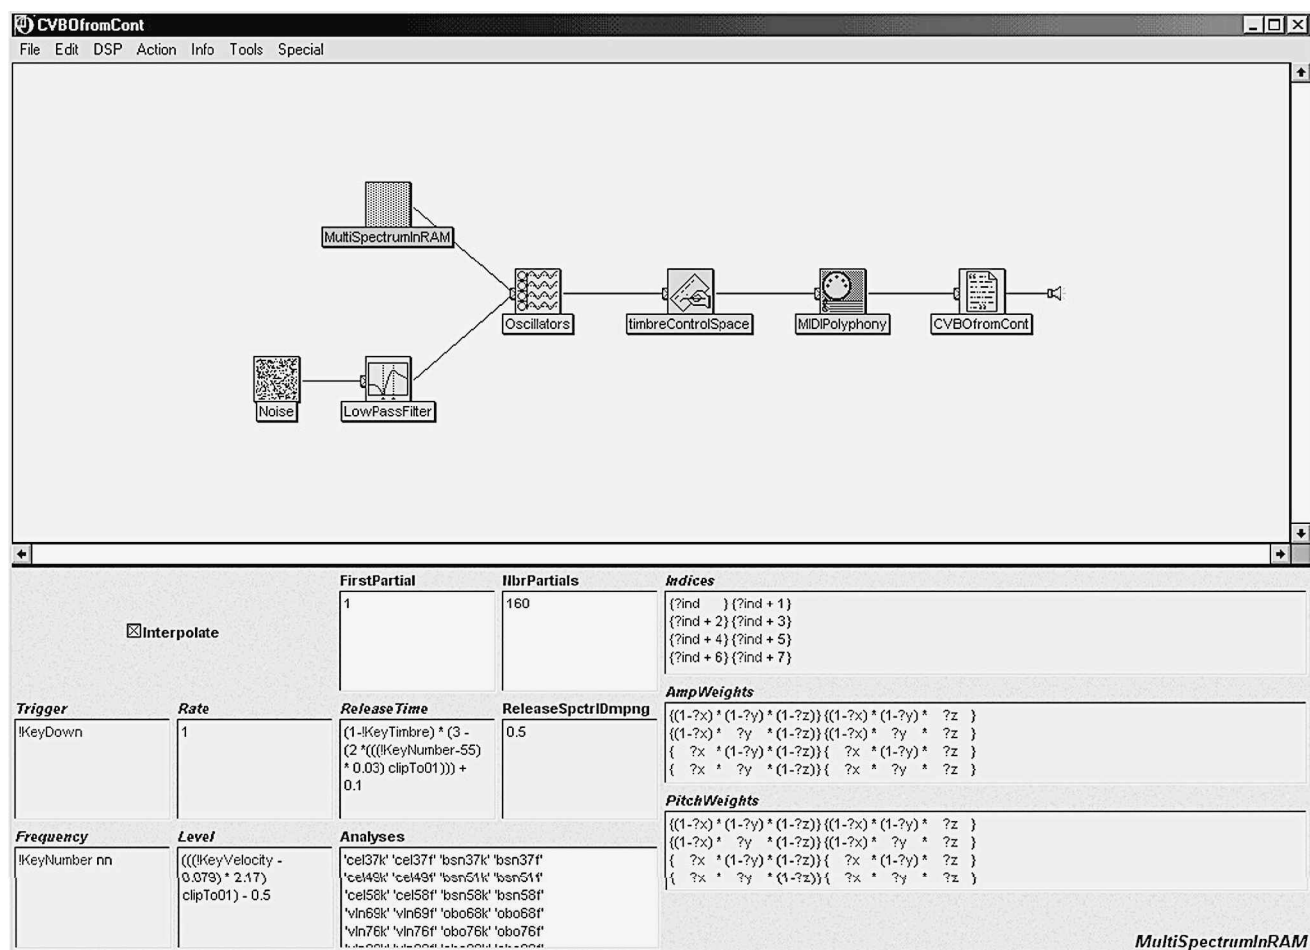 CVBOfromCont
File Edit DSP Action Info Tools Special
MultiSpectrumInRAM
Oscillators timbreControlSpace MIDIPolyphony CVBOfromCont
Noise LowPassFilter
Interpolate
FirstPartial
1
NbrPartials
160
Indices
{?ind } {?ind + 1}
{?ind + 2} {?ind + 3}
{?ind + 4} {?ind + 5}
{?ind + 6} {?ind + 7}
Trigger
!KeyDown
Rate
1
ReleaseTime
(1-!KeyTimbre) * (3 -
(2 *(((!KeyNumber-55)
* 0.03) clipTo01))) +
0.1
ReleaseSpctrlDmpng
0.5
AmpWeights
{(1-?x) * (1-?y) * (1-?z)} {(1-?x) * (1-?y) * ?z }
{(1-?x) * ?y * (1-?z)} {(1-?x) * ?y * ?z }
{ ?x * (1-?y) * (1-?z)} { ?x * (1-?y) * ?z }
{ ?x * ?y * (1-?z)} { ?x * ?y * ?z }
Frequency
!KeyNumber nn
Level
(((!KeyVelocity -
0.079) * 2.17)
clipTo01) - 0.5
Analyses
'cel37k' 'cel37f' 'bsn37k' 'bsn37f'
'cel49k' 'cel49f' 'bsn51k' 'bsn51f'
'cel58k' 'cel58f' 'bsn58k' 'bsn58f'
'vln69k' 'vln69f' 'obo68k' 'obo68f'
'vln76k' 'vln76f' 'obo76k' 'obo76f'
PitchWeights
{(1-?x) * (1-?y) * (1-?z)} {(1-?x) * (1-?y) * ?z }
{(1-?x) * ?y * (1-?z)} {(1-?x) * ?y * ?z }
{ ?x * (1-?y) * (1-?z)} { ?x * (1-?y) * ?z }
{ ?x * ?y * (1-?z)} { ?x * ?y * ?z }
MultiSpectrumInRAM